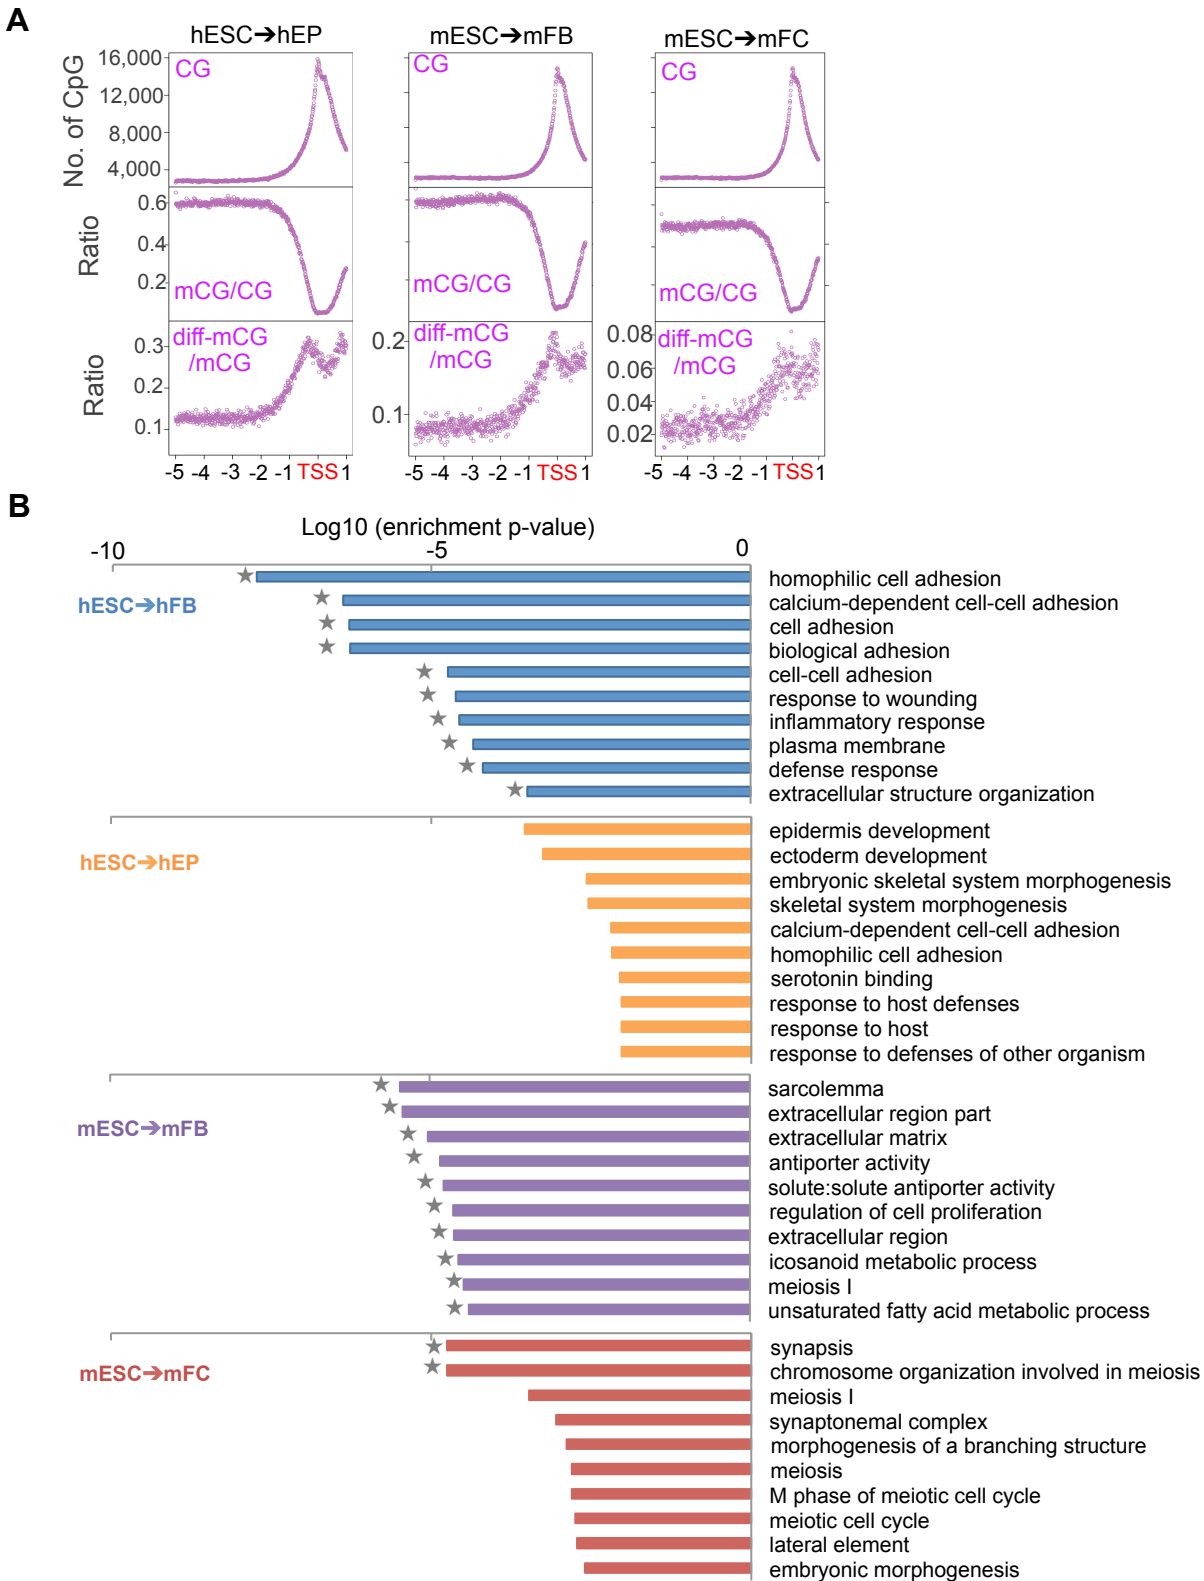 A
hESC➔hEP
mESC➔mFB
mESC➔mFC
No. of CpG
16,000
12,000
8,000
4,000
CG
CG
CG
Ratio
0.6
0.4
0.2
mCG/CG
mCG/CG
mCG/CG
Ratio
0.3
0.2
0.1
diff-mCG
/mCG
0.2
0.1
diff-mCG
/mCG
0.08
0.06
0.04
0.02
diff-mCG
/mCG
-5 -4 -3 -2 -1 TSS 1
-5 -4 -3 -2 -1 TSS 1
-5 -4 -3 -2 -1 TSS 1
B
Log10 (enrichment p-value)
-10 -5 0
hESC➔hFB
homophilic cell adhesion
calcium-dependent cell-cell adhesion
cell adhesion
biological adhesion
cell-cell adhesion
response to wounding
inflammatory response
plasma membrane
defense response
extracellular structure organization
hESC➔hEP
epidermis development
ectoderm development
embryonic skeletal system morphogenesis
skeletal system morphogenesis
calcium-dependent cell-cell adhesion
homophilic cell adhesion
serotonin binding
response to host defenses
response to host
response to defenses of other organism
mESC➔mFB
sarcolemma
extracellular region part
extracellular matrix
antiporter activity
solute:solute antiporter activity
regulation of cell proliferation
extracellular region
icosanoid metabolic process
meiosis I
unsaturated fatty acid metabolic process
mESC➔mFC
synapsis
chromosome organization involved in meiosis
meiosis I
synaptonemal complex
morphogenesis of a branching structure
meiosis
M phase of meiotic cell cycle
meiotic cell cycle
lateral element
embryonic morphogenesis